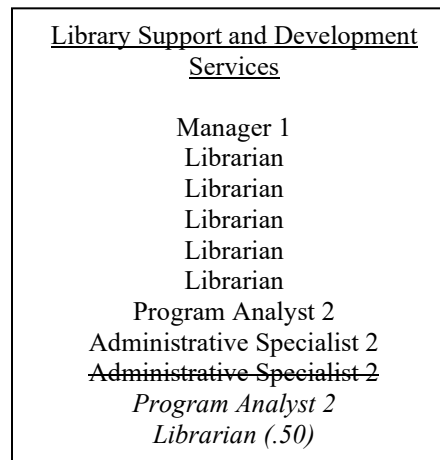 Library Support and Development
Services
Manager 1
Librarian
Librarian
Librarian
Librarian
Librarian
Program Analyst 2
Administrative Specialist 2
Administrative Specialist 2
Program Analyst 2
Librarian (.50)